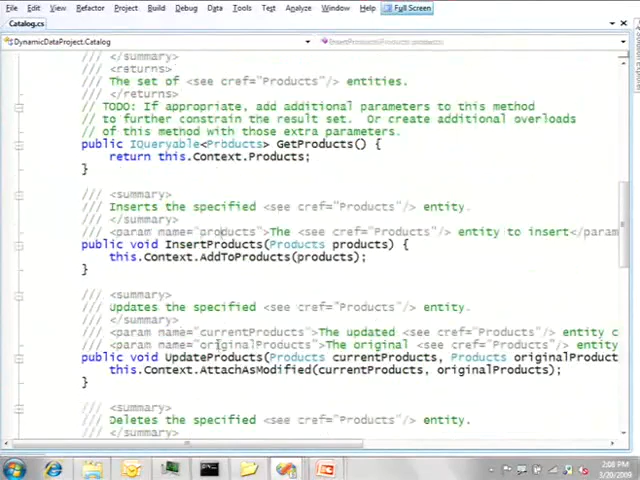 File Edit View Refactor Project Build Debug Data Tools Test Analyze Window Help Full Screen
Catalog.cs
DynamicDataProject.Catalog InsertProducts(Products products)
/// </summary>
/// <returns>
/// The set of <see cref="Products"/> entities.
/// </returns>
// TODO: If appropriate, add additional parameters to this method
// to further constrain the result set.  Or create additional overloads
// of this method with those extra parameters.
public IQueryable<Products> GetProducts() {
return this.Context.Products;
}
/// <summary>
/// Inserts the specified <see cref="Products"/> entity.
/// </summary>
/// <param name="products">The <see cref="Products"/> entity to insert</param
public void InsertProducts(Products products) {
this.Context.AddToProducts(products);
}
/// <summary>
/// Updates the specified <see cref="Products"/> entity.
/// </summary>
/// <param name="currentProducts">The updated <see cref="Products"/> entity c
/// <param name="originalProducts">The original <see cref="Products"/> entity
public void UpdateProducts(Products currentProducts, Products originalProduct
this.Context.AttachAsModified(currentProducts, originalProducts);
}
/// <summary>
/// Deletes the specified <see cref="Products"/> entity.
/// </summary>
2:08 PM
3/20/2009